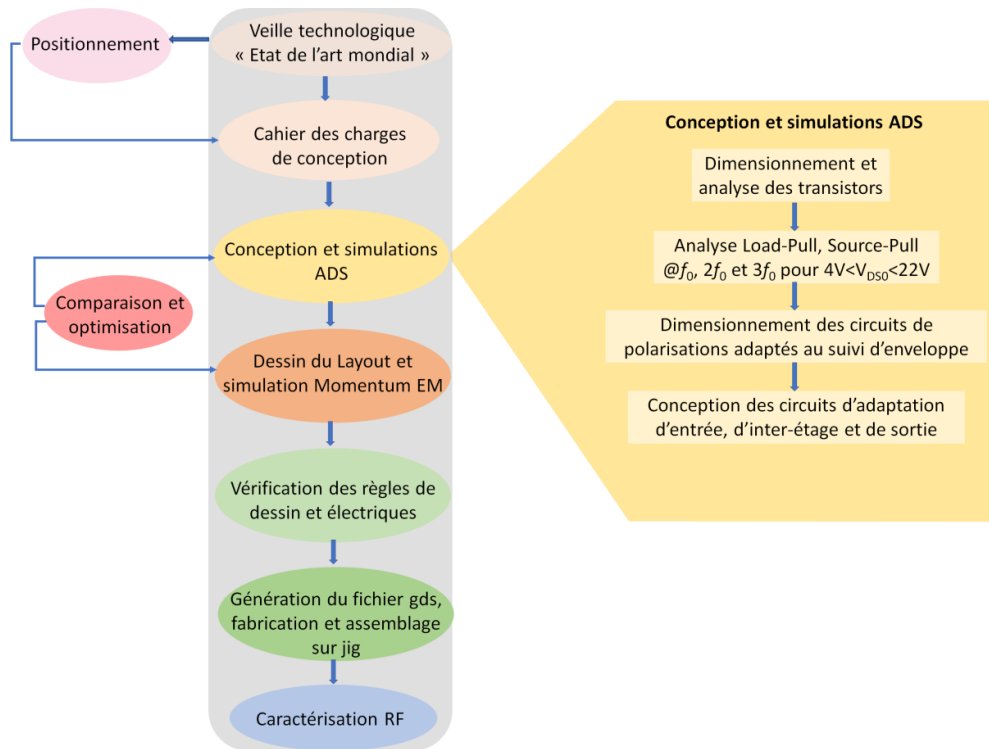 Positionnement
Veille technologique
« Etat de l'art mondial »
Cahier des charges
de conception
Conception et simulations
ADS
Comparaison et
optimisation
Dessin du Layout et
simulation Momentum EM
Vérification des règles de
dessin et électriques
Génération du fichier gds,
fabrication et assemblage
sur jig
Caractérisation RF
Conception et simulations ADS
Dimensionnement et
analyse des transistors
Analyse Load-Pull, Source-Pull
@f₀, 2f₀ et 3f₀ pour 4V<V_DS0<22V
Dimensionnement des circuits de
polarisations adaptés au suivi d'enveloppe
Conception des circuits d'adaptation
d'entrée, d'inter-étage et de sortie